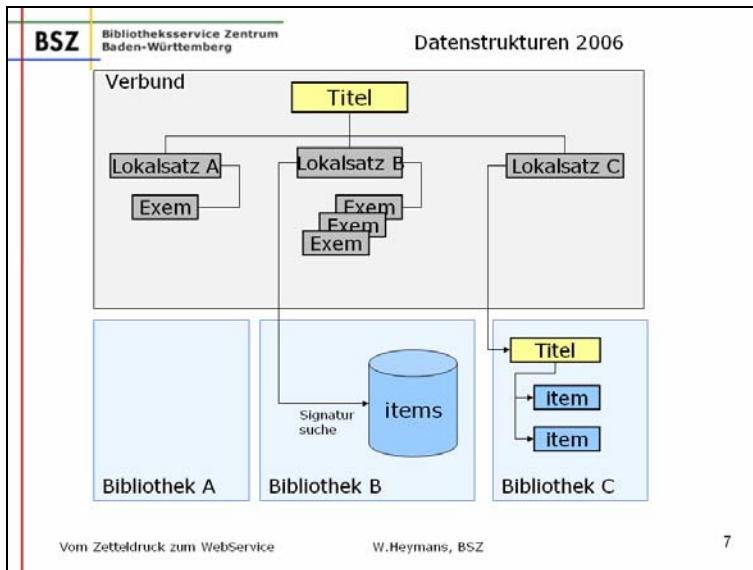 BSZ
Bibliotheksservice Zentrum
Baden-Württemberg
Datenstrukturen 2006
Verbund
Titel
Lokalsatz A
Lokalsatz B
Lokalsatz C
Exem
Exem
Exem
Exem
Titel
item
item
Signatur
suche
items
Bibliothek A
Bibliothek B
Bibliothek C
Vom Zetteldruck zum WebService
W.Heymans, BSZ
7